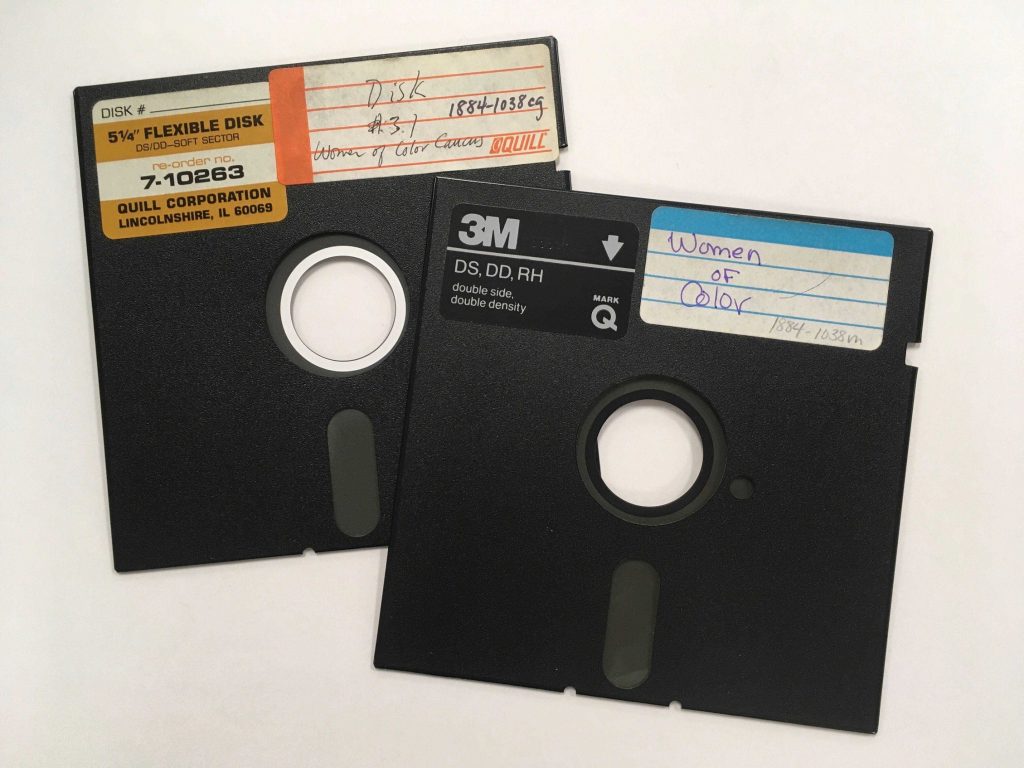 DISK #
5¼" FLEXIBLE DISK
DS/DD—SOFT SECTOR
re-order no.
7-10263
QUILL CORPORATION
LINCOLNSHIRE, IL 60069
Disk
1884-1038cg
#3.1
Women of Color Caucus
QUILL
3M
DS, DD, RH
double side,
double density
MARK
Q
Women
OF
Color
1884-1038m